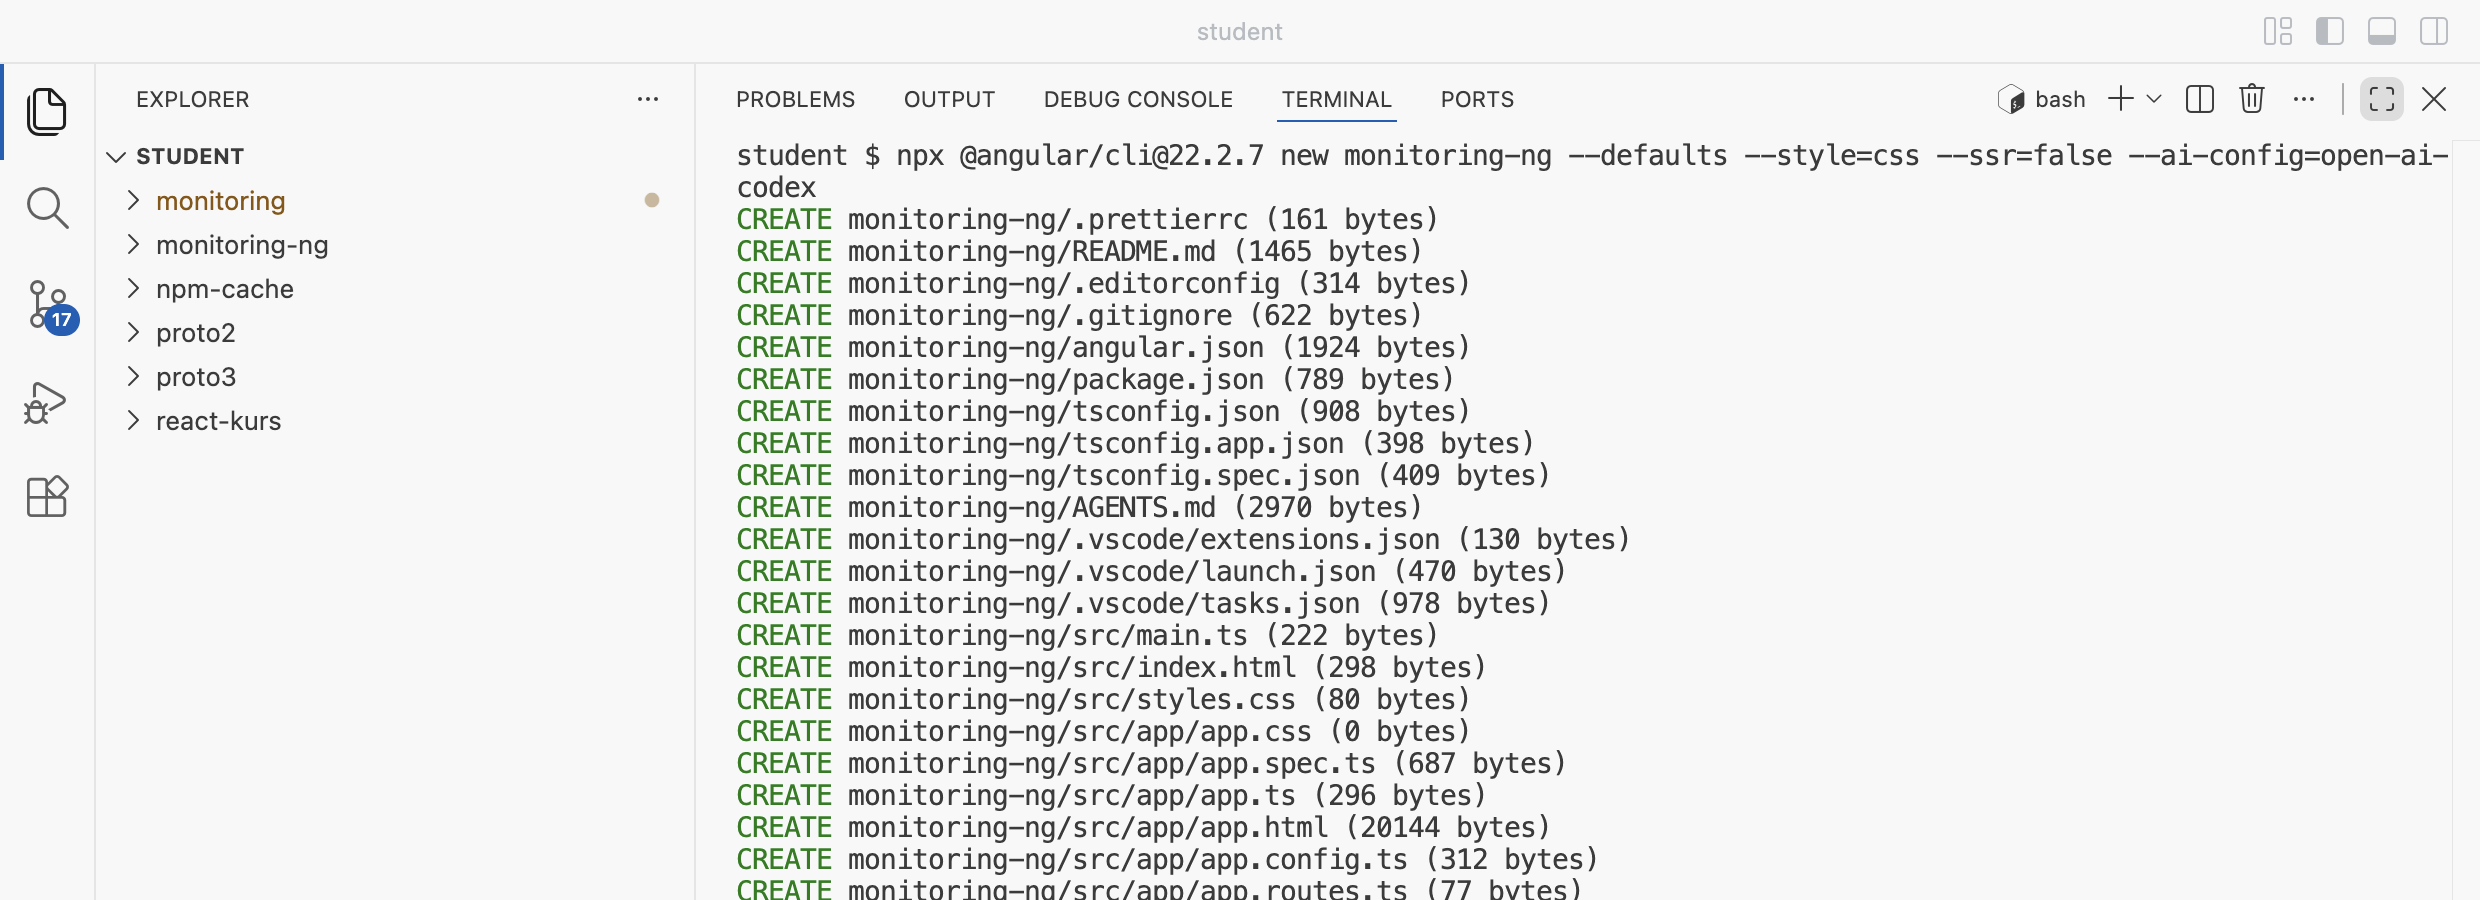 student
EXPLORER
STUDENT
monitoring
monitoring-ng
npm-cache
proto2
proto3
react-kurs
17
PROBLEMS OUTPUT DEBUG CONSOLE TERMINAL PORTS
bash
student $ npx @angular/cli@22.2.7 new monitoring-ng --defaults --style=css --ssr=false --ai-config=open-ai-
codex
CREATE monitoring-ng/.prettierrc (161 bytes)
CREATE monitoring-ng/README.md (1465 bytes)
CREATE monitoring-ng/.editorconfig (314 bytes)
CREATE monitoring-ng/.gitignore (622 bytes)
CREATE monitoring-ng/angular.json (1924 bytes)
CREATE monitoring-ng/package.json (789 bytes)
CREATE monitoring-ng/tsconfig.json (908 bytes)
CREATE monitoring-ng/tsconfig.app.json (398 bytes)
CREATE monitoring-ng/tsconfig.spec.json (409 bytes)
CREATE monitoring-ng/AGENTS.md (2970 bytes)
CREATE monitoring-ng/.vscode/extensions.json (130 bytes)
CREATE monitoring-ng/.vscode/launch.json (470 bytes)
CREATE monitoring-ng/.vscode/tasks.json (978 bytes)
CREATE monitoring-ng/src/main.ts (222 bytes)
CREATE monitoring-ng/src/index.html (298 bytes)
CREATE monitoring-ng/src/styles.css (80 bytes)
CREATE monitoring-ng/src/app/app.css (0 bytes)
CREATE monitoring-ng/src/app/app.spec.ts (687 bytes)
CREATE monitoring-ng/src/app/app.ts (296 bytes)
CREATE monitoring-ng/src/app/app.html (20144 bytes)
CREATE monitoring-ng/src/app/app.config.ts (312 bytes)
CREATE monitoring-ng/src/app/app.routes.ts (77 bytes)